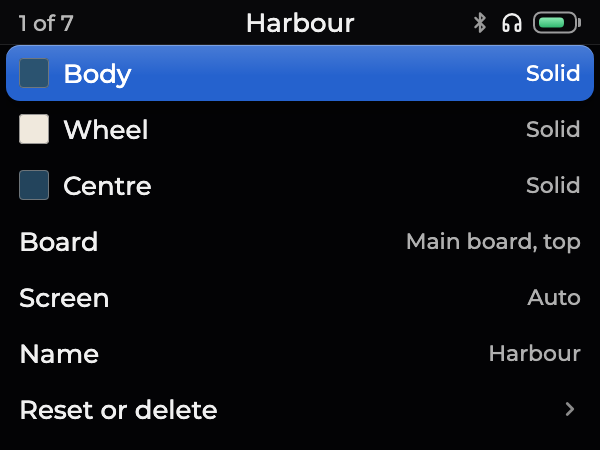 1 of 7 Harbour
Body Solid
Wheel Solid
Centre Solid
Board Main board, top
Screen Auto
Name Harbour
Reset or delete